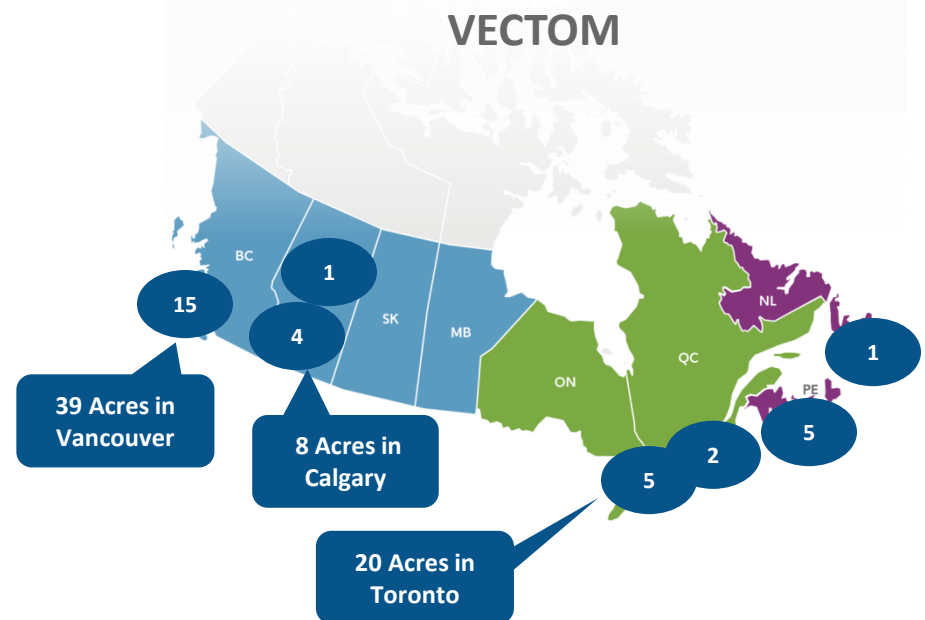 VECTOM
BC
1
15
4
SK
MB
NL
QC
1
ON
PE
5
2
5
39 Acres in
Vancouver
8 Acres in
Calgary
20 Acres in
Toronto